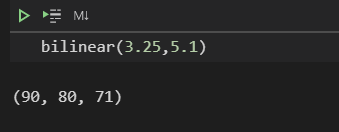 M↓
bilinear(3.25,5.1)
(90, 80, 71)